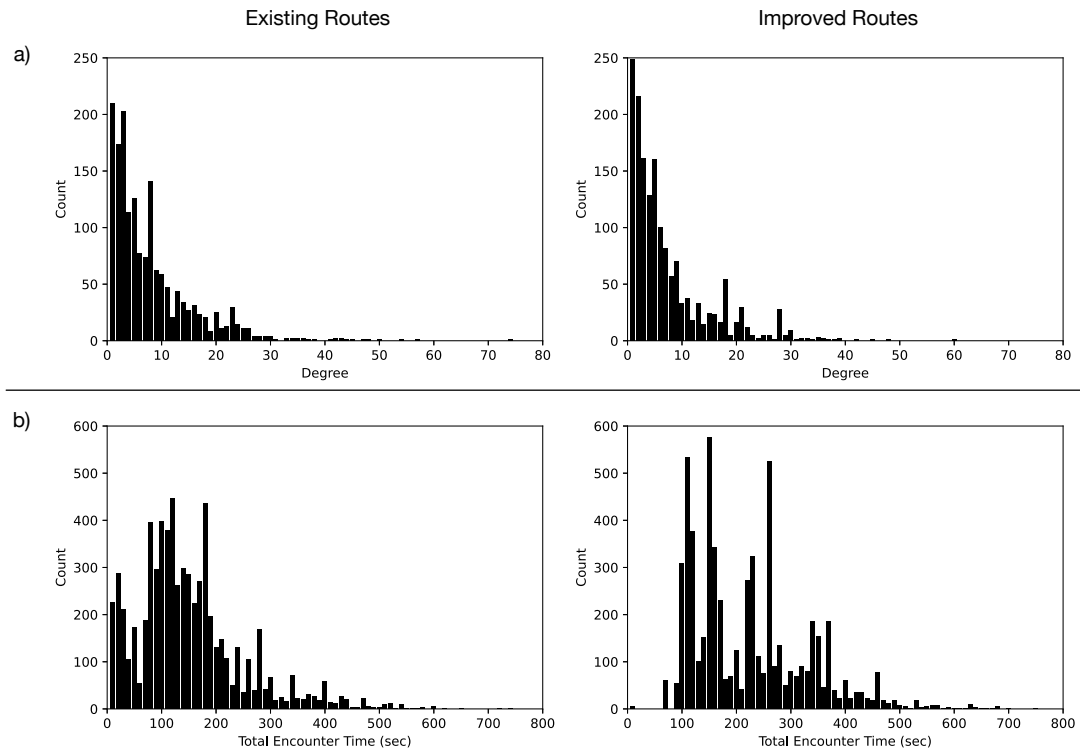 Existing Routes
Improved Routes
a)
250
200
150
100
50
0
Count
0 10 20 30 40 50 60 70 80
Degree
250
200
150
100
50
0
Count
0 10 20 30 40 50 60 70 80
Degree
b)
600
500
400
300
200
100
0
Count
0 100 200 300 400 500 600 700 800
Total Encounter Time (sec)
600
500
400
300
200
100
0
Count
0 100 200 300 400 500 600 700 800
Total Encounter Time (sec)